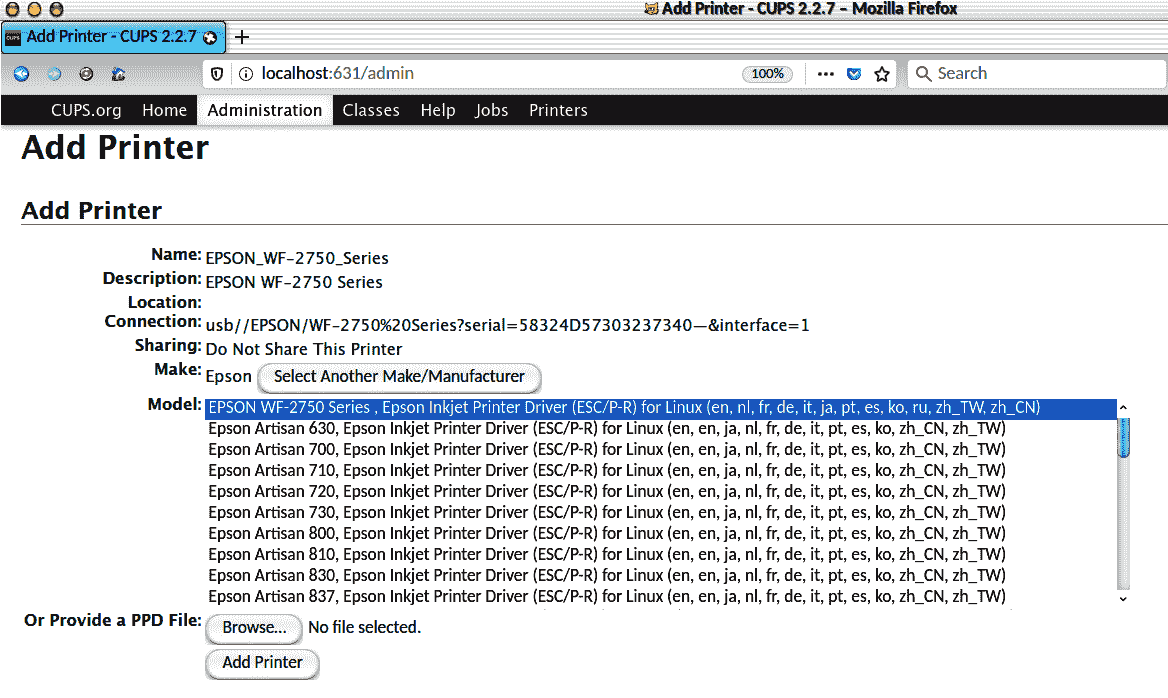 Add Printer - CUPS 2.2.7 – Mozilla Firefox
CUPS Add Printer - CUPS 2.2.7 +
localhost:631/admin 100% ••• Search
CUPS.org Home Administration Classes Help Jobs Printers
Add Printer
Add Printer
Name: EPSON_WF-2750_Series
Description: EPSON WF-2750 Series
Location:
Connection: usb//EPSON/WF-2750%20Series?serial=58324D57303237340—&interface=1
Sharing: Do Not Share This Printer
Make: Epson Select Another Make/Manufacturer
Model: EPSON WF-2750 Series , Epson Inkjet Printer Driver (ESC/P-R) for Linux (en, nl, fr, de, it, ja, pt, es, ko, ru, zh_TW, zh_CN)
Epson Artisan 630, Epson Inkjet Printer Driver (ESC/P-R) for Linux (en, en, ja, nl, fr, de, it, pt, es, ko, zh_CN, zh_TW)
Epson Artisan 700, Epson Inkjet Printer Driver (ESC/P-R) for Linux (en, en, ja, nl, fr, de, it, pt, es, ko, zh_CN, zh_TW)
Epson Artisan 710, Epson Inkjet Printer Driver (ESC/P-R) for Linux (en, en, ja, nl, fr, de, it, pt, es, ko, zh_CN, zh_TW)
Epson Artisan 720, Epson Inkjet Printer Driver (ESC/P-R) for Linux (en, en, ja, nl, fr, de, it, pt, es, ko, zh_CN, zh_TW)
Epson Artisan 730, Epson Inkjet Printer Driver (ESC/P-R) for Linux (en, en, ja, nl, fr, de, it, pt, es, ko, zh_CN, zh_TW)
Epson Artisan 800, Epson Inkjet Printer Driver (ESC/P-R) for Linux (en, en, ja, nl, fr, de, it, pt, es, ko, zh_CN, zh_TW)
Epson Artisan 810, Epson Inkjet Printer Driver (ESC/P-R) for Linux (en, en, ja, nl, fr, de, it, pt, es, ko, zh_CN, zh_TW)
Epson Artisan 830, Epson Inkjet Printer Driver (ESC/P-R) for Linux (en, en, ja, nl, fr, de, it, pt, es, ko, zh_CN, zh_TW)
Epson Artisan 837, Epson Inkjet Printer Driver (ESC/P-R) for Linux (en, en, ja, nl, fr, de, it, pt, es, ko, zh_CN, zh_TW)
Or Provide a PPD File: Browse... No file selected.
Add Printer